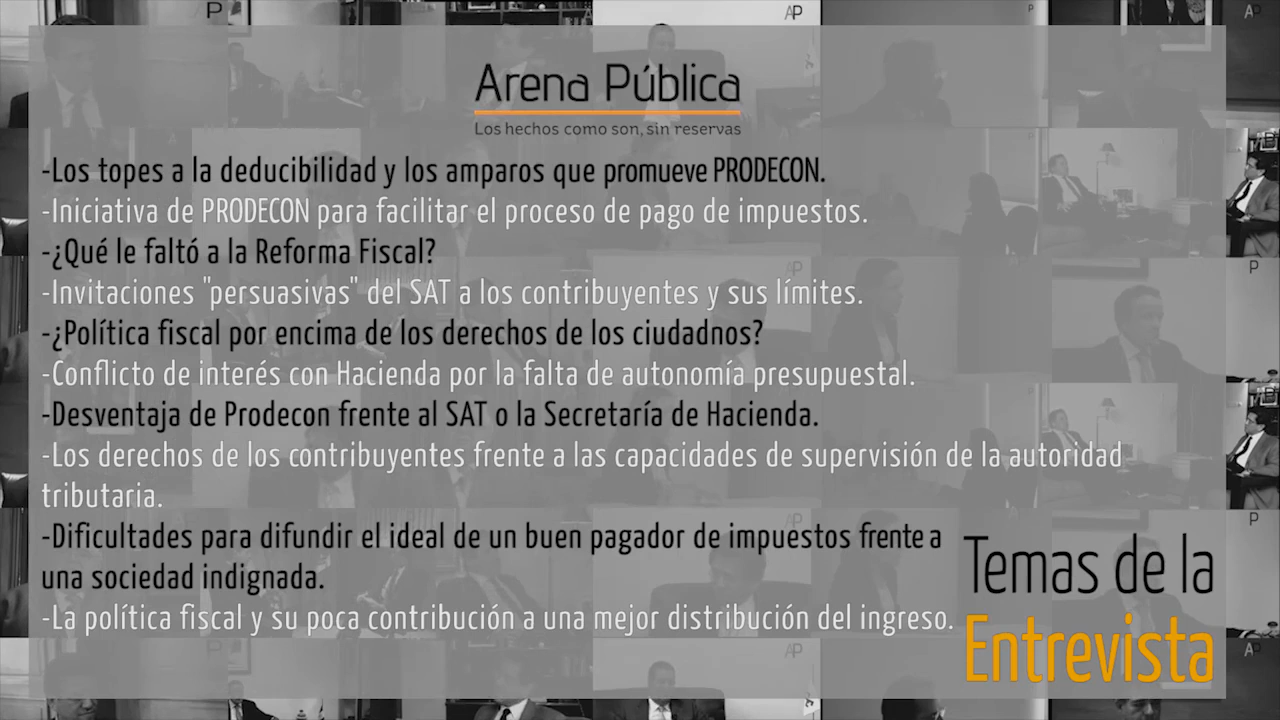 Arena Pública
Los hechos como son, sin reservas
-Los topes a la deducibilidad y los amparos que promueve PRODECON.
-Iniciativa de PRODECON para facilitar el proceso de pago de impuestos.
-¿Qué le faltó a la Reforma Fiscal?
-Invitaciones "persuasivas" del SAT a los contribuyentes y sus límites.
-¿Política fiscal por encima de los derechos de los ciudadnos?
-Conflicto de interés con Hacienda por la falta de autonomía presupuestal.
-Desventaja de Prodecon frente al SAT o la Secretaría de Hacienda.
-Los derechos de los contribuyentes frente a las capacidades de supervisión de la autoridad
tributaria.
-Dificultades para difundir el ideal de un buen pagador de impuestos frente a
una sociedad indignada.
-La política fiscal y su poca contribución a una mejor distribución del ingreso.
Temas de la
Entrevista